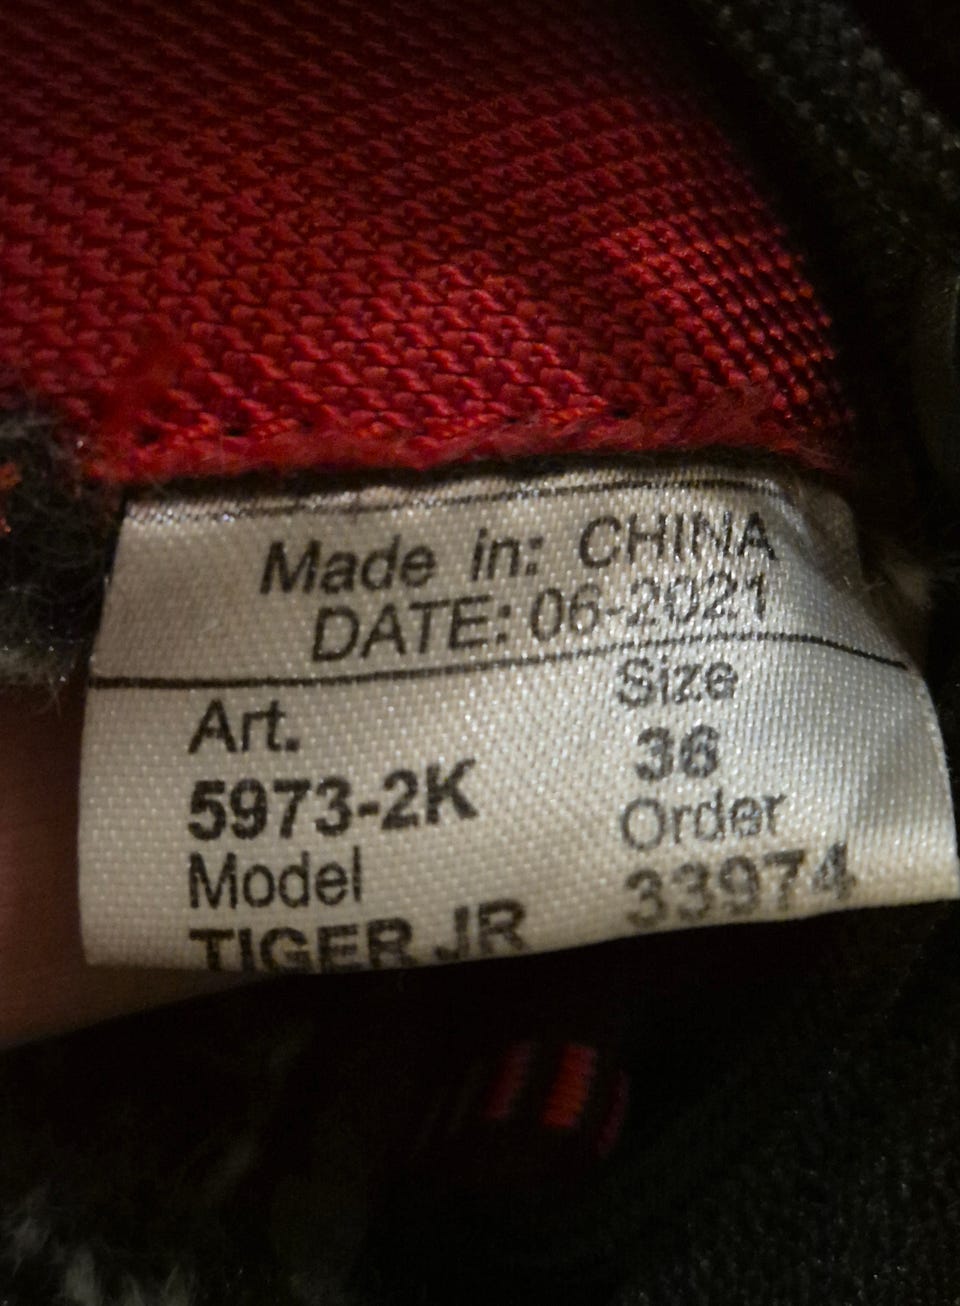 Made in: CHINA
DATE: 06-2021
Art. Size
5973-2K 36
Model Order
TIGER JR 33974